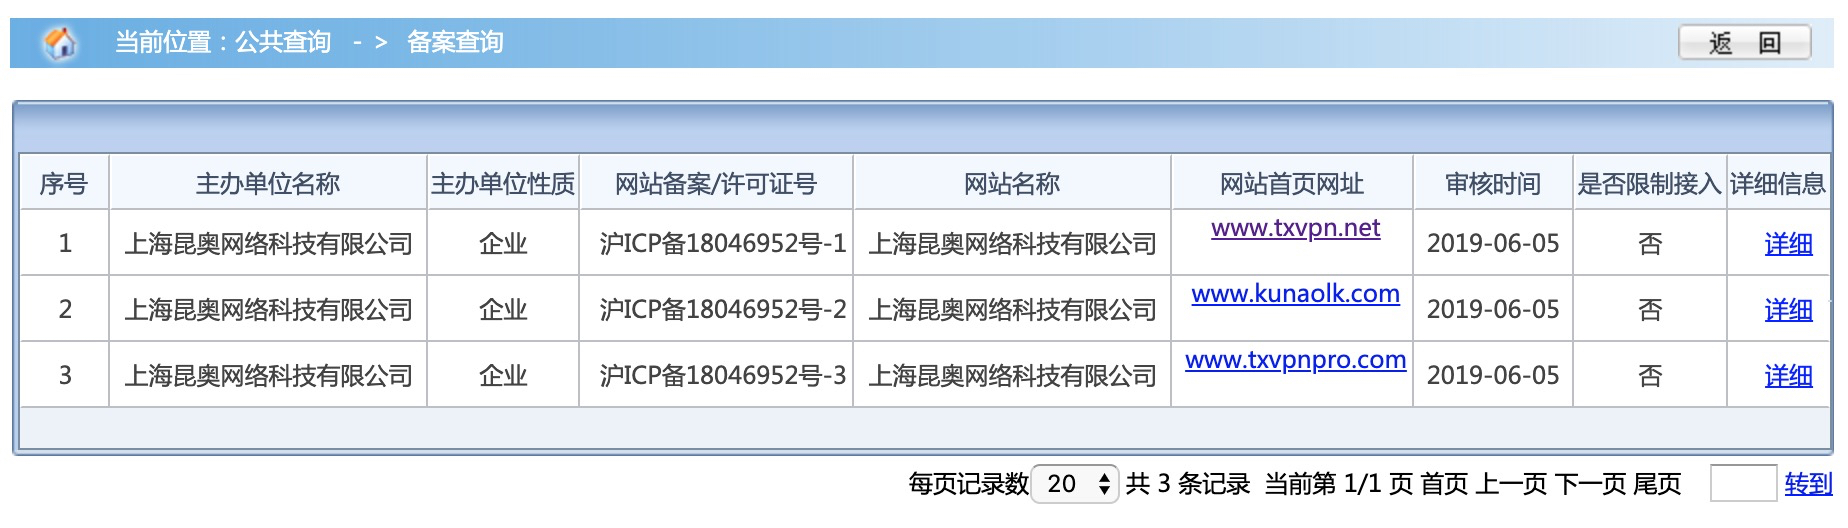 当前位置：公共查询 -> 备案查询 返 回
序号 主办单位名称 主办单位性质 网站备案/许可证号 网站名称 网站首页网址 审核时间 是否限制接入 详细信息
1 上海昆奥网络科技有限公司 企业 沪ICP备18046952号-1 上海昆奥网络科技有限公司 www.txvpn.net 2019-06-05 否 详细
2 上海昆奥网络科技有限公司 企业 沪ICP备18046952号-2 上海昆奥网络科技有限公司 www.kunaolk.com 2019-06-05 否 详细
3 上海昆奥网络科技有限公司 企业 沪ICP备18046952号-3 上海昆奥网络科技有限公司 www.txvpnpro.com 2019-06-05 否 详细
每页记录数 20 共 3 条记录 当前第 1/1 页 首页 上一页 下一页 尾页 转到